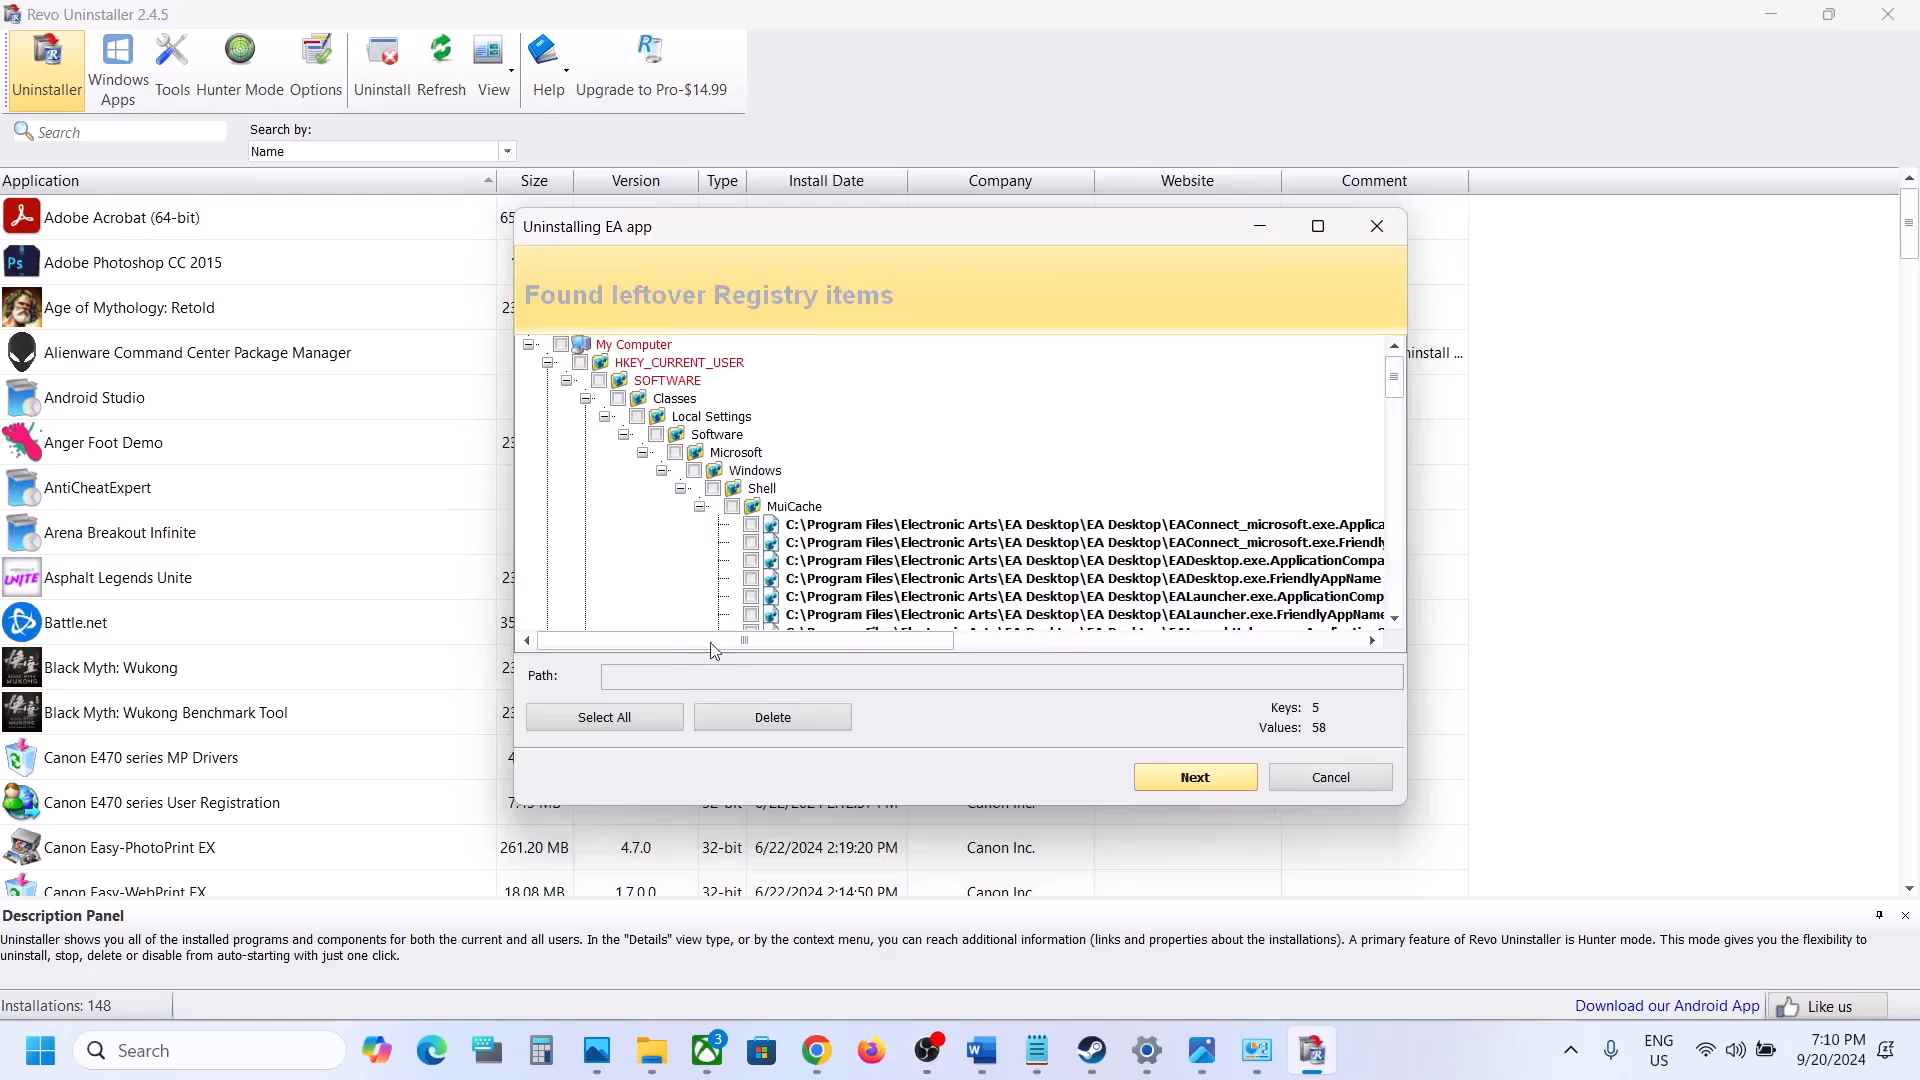 Revo Uninstaller 2.4.5
Uninstaller
Windows Apps
Tools
Hunter Mode
Options
Uninstall
Refresh
View
Help
Upgrade to Pro-$14.99
Search
Search by:
Name
Application
Size
Version
Type
Install Date
Company
Website
Comment
Adobe Acrobat (64-bit)
Adobe Photoshop CC 2015
Age of Mythology: Retold
Alienware Command Center Package Manager
Android Studio
Anger Foot Demo
AntiCheatExpert
Arena Breakout Infinite
Asphalt Legends Unite
Battle.net
Black Myth: Wukong
Black Myth: Wukong Benchmark Tool
Canon E470 series MP Drivers
Canon E470 series User Registration
Canon Easy-PhotoPrint EX 261.20 MB 4.7.0 32-bit 6/22/2024 2:19:20 PM Canon Inc.
Canon Easy-WebPrint EX 18.08 MB 1.7.0.0 32-bit 6/22/2024 2:14:50 PM Canon Inc.
Uninstalling EA app
Found leftover Registry items
My Computer
HKEY_CURRENT_USER
SOFTWARE
Classes
Local Settings
Software
Microsoft
Windows
Shell
MuiCache
C:\Program Files\Electronic Arts\EA Desktop\EA Desktop\EAConnect_microsoft.exe.Applica
C:\Program Files\Electronic Arts\EA Desktop\EA Desktop\EAConnect_microsoft.exe.Friendly
C:\Program Files\Electronic Arts\EA Desktop\EA Desktop\EADesktop.exe.ApplicationCompa
C:\Program Files\Electronic Arts\EA Desktop\EA Desktop\EADesktop.exe.FriendlyAppName
C:\Program Files\Electronic Arts\EA Desktop\EA Desktop\EALauncher.exe.ApplicationComp
C:\Program Files\Electronic Arts\EA Desktop\EA Desktop\EALauncher.exe.FriendlyAppName
Path:
Select All
Delete
Keys: 5
Values: 58
Next
Cancel
Description Panel
Uninstaller shows you all of the installed programs and components for both the current and all users. In the "Details" view type, or by the context menu, you can reach additional information (links and properties about the installations). A primary feature of Revo Uninstaller is Hunter mode. This mode gives you the flexibility to
uninstall, stop, delete or disable from auto-starting with just one click.
Installations: 148
Download our Android App
Like us
Search
3
ENG
US
7:10 PM
9/20/2024